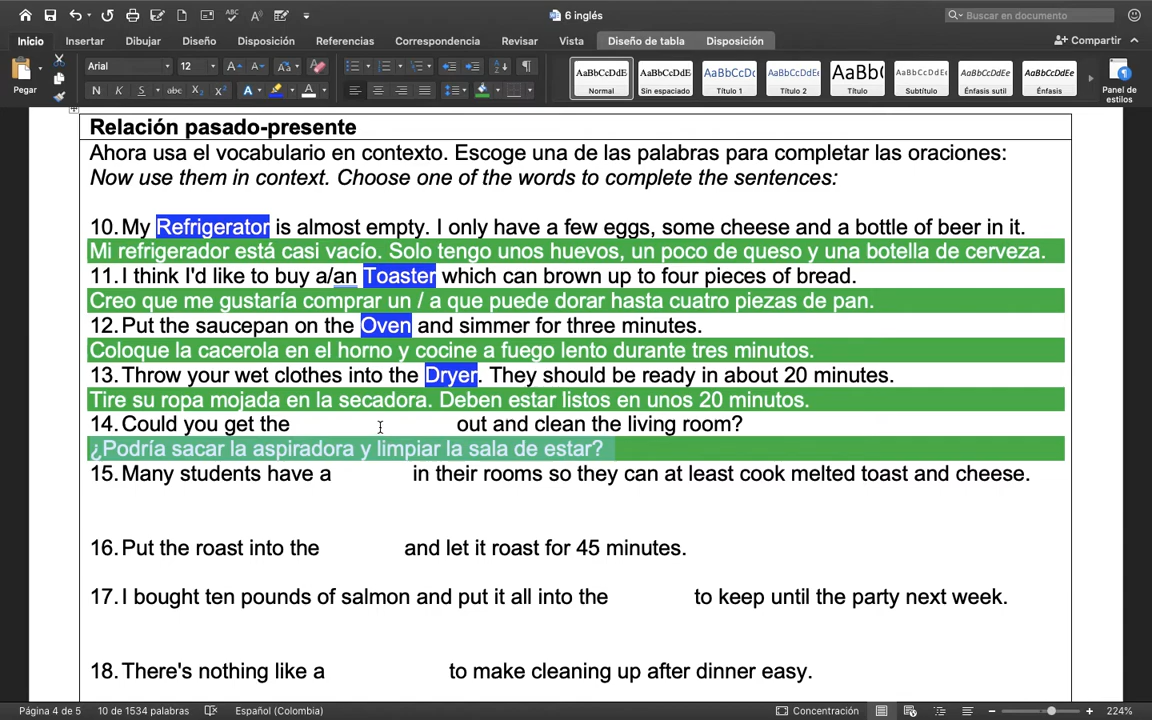 6 inglés
Buscar en documento
Inicio Insertar Dibujar Diseño Disposición Referencias Correspondencia Revisar Vista Diseño de tabla Disposición Compartir
Pegar
Arial 12
N K S abc X₂ X²
AaBbCcDdE AaBbCcDdE AaBbCcDc AaBbCcDdE AaBb( AaBbCcDdE AaBbCcDdEe AaBbCcDdEe
Normal Sin espaciado Título 1 Título 2 Título Subtítulo Énfasis sutil Énfasis
Panel de estilos
Relación pasado-presente
Ahora usa el vocabulario en contexto. Escoge una de las palabras para completar las oraciones:
Now use them in context. Choose one of the words to complete the sentences:
10. My Refrigerator is almost empty. I only have a few eggs, some cheese and a bottle of beer in it.
Mi refrigerador está casi vacío. Solo tengo unos huevos, un poco de queso y una botella de cerveza.
11. I think I'd like to buy a/an Toaster which can brown up to four pieces of bread.
Creo que me gustaría comprar un / a que puede dorar hasta cuatro piezas de pan.
12. Put the saucepan on the Oven and simmer for three minutes.
Coloque la cacerola en el horno y cocine a fuego lento durante tres minutos.
13. Throw your wet clothes into the Dryer. They should be ready in about 20 minutes.
Tire su ropa mojada en la secadora. Deben estar listos en unos 20 minutos.
14. Could you get the out and clean the living room?
¿Podría sacar la aspiradora y limpiar la sala de estar?
15. Many students have a in their rooms so they can at least cook melted toast and cheese.
16. Put the roast into the and let it roast for 45 minutes.
17. I bought ten pounds of salmon and put it all into the to keep until the party next week.
18. There's nothing like a to make cleaning up after dinner easy.
Página 4 de 5 10 de 1534 palabras Español (Colombia) Concentración 224%